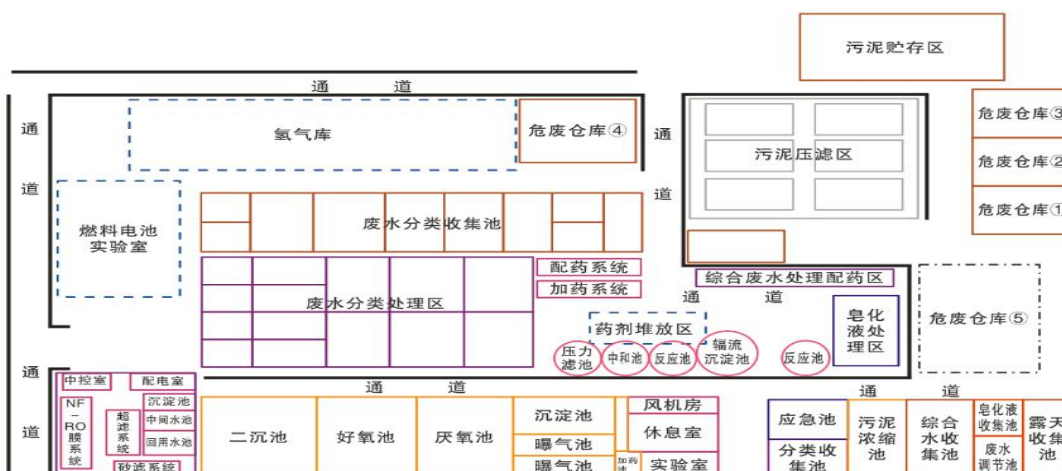 污泥贮存区
通 道
氢气库
危废仓库④
通
道
通
道
污泥压滤区
危废仓库③
危废仓库②
危废仓库①
燃料电池
实验室
废水分类收集池
配药系统
加药系统
废水分类处理区
综合废水处理配药区
通 道
药剂堆放区
皂化
液处
理区
危废仓库⑤
压力
滤池
中和池
反应池
辐流
沉淀池
反应池
通
道
中控室
配电室
通 道
通 道
NF
-
RO膜系统
超滤系统
沉淀池
中间水池
回用水池
砂滤系统
二沉池
好氧池
厌氧池
沉淀池
曝气池
曝气池
风机房
休息室
加药
实验室
应急池
分类收
集池
污泥
浓缩
池
综合
水收
集池
皂化液
收集池
废水
调节池
露天
收集
池